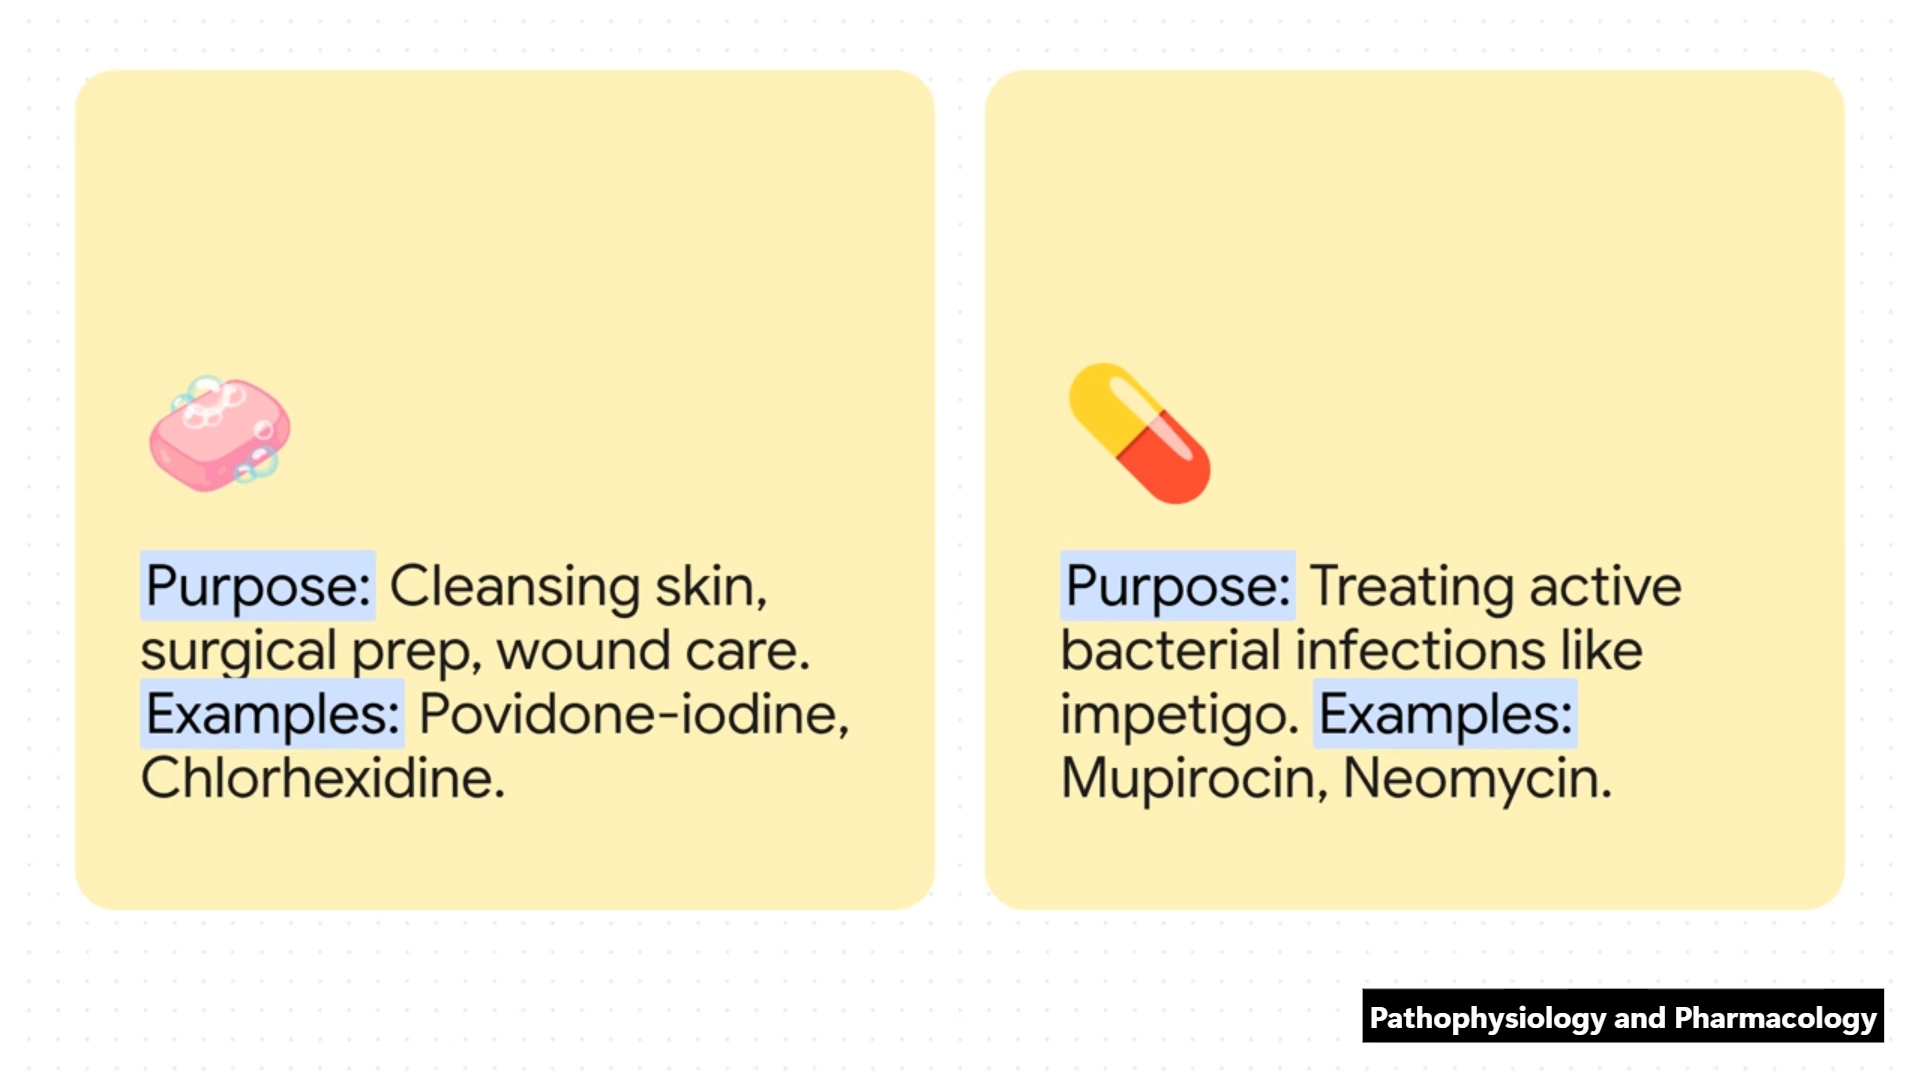 Purpose: Cleansing skin,
surgical prep, wound care.
Examples: Povidone-iodine,
Chlorhexidine.
Purpose: Treating active
bacterial infections like
impetigo. Examples:
Mupirocin, Neomycin.
Pathophysiology and Pharmacology